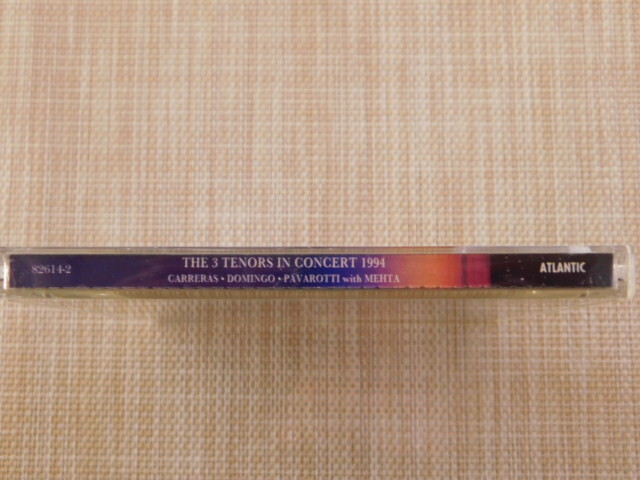 82614-2
THE 3 TENORS IN CONCERT 1994
CARRERAS • DOMINGO • PAVAROTTI with MEHTA
ATLANTIC